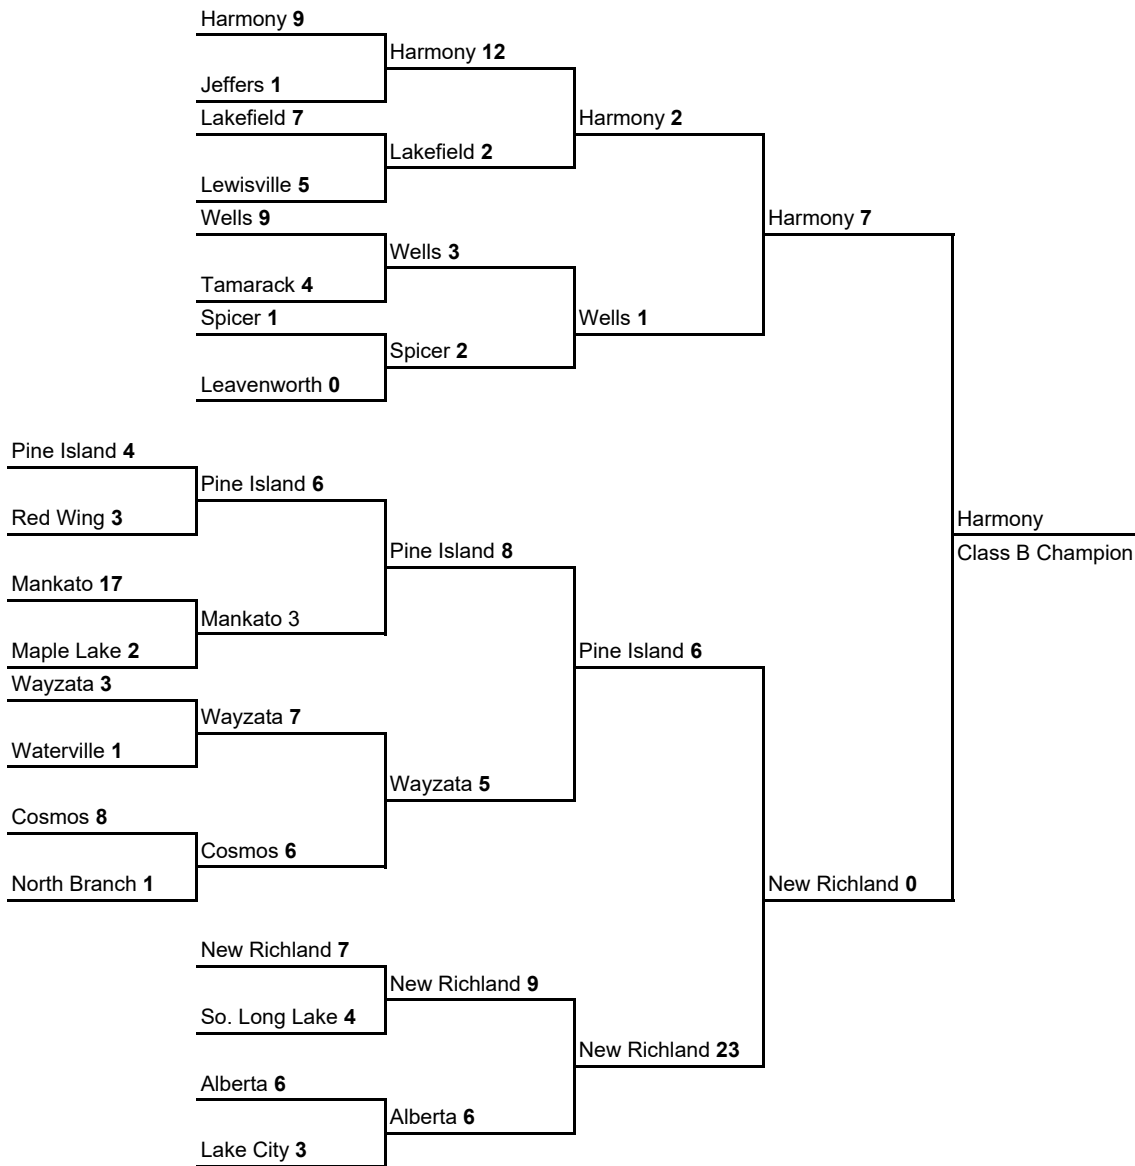 Harmony 9
Harmony 12
Jeffers 1
Lakefield 7
Harmony 2
Lakefield 2
Lewisville 5
Wells 9
Harmony 7
Wells 3
Tamarack 4
Spicer 1
Wells 1
Spicer 2
Leavenworth 0
Pine Island 4
Pine Island 6
Red Wing 3
Harmony
Pine Island 8
Class B Champion
Mankato 17
Mankato 3
Maple Lake 2
Pine Island 6
Wayzata 3
Wayzata 7
Waterville 1
Wayzata 5
Cosmos 8
Cosmos 6
North Branch 1
New Richland 0
New Richland 7
New Richland 9
So. Long Lake 4
New Richland 23
Alberta 6
Alberta 6
Lake City 3